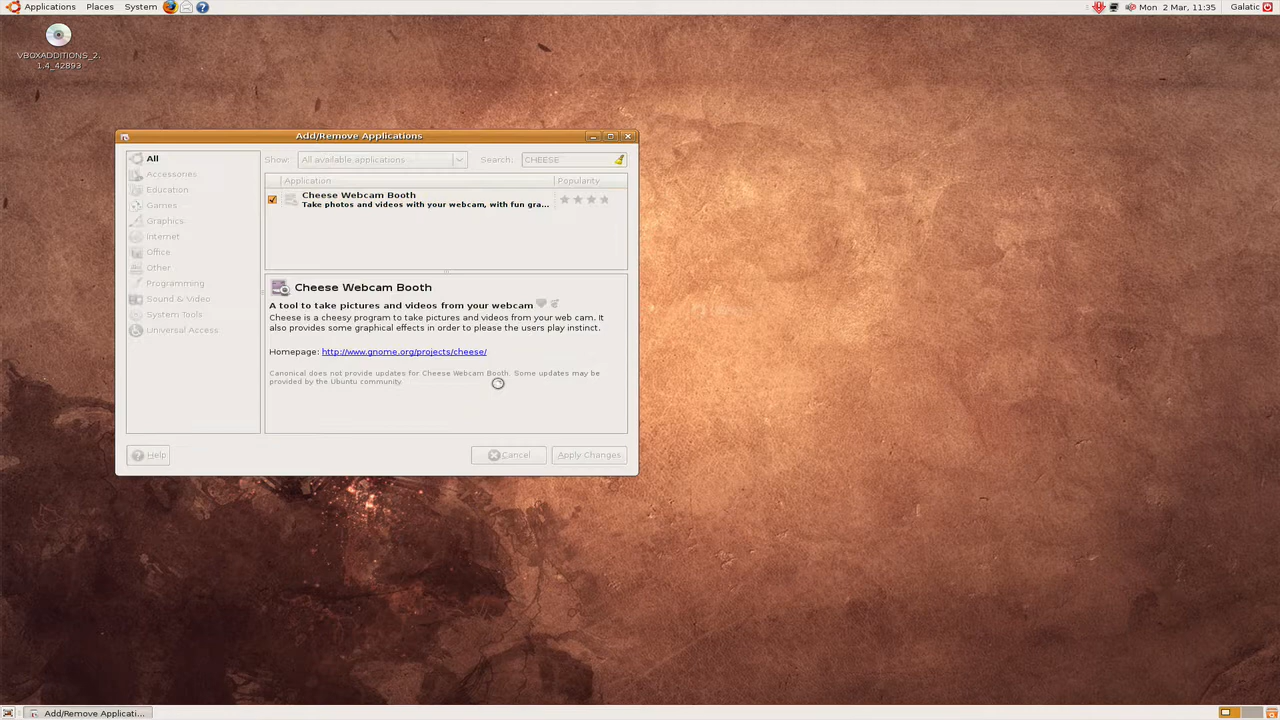 Applications Places System
Mon 2 Mar, 11:35 Galatic
VBOXADDITIONS_2.
1.4_42893
Add/Remove Applications
All
Accessories
Education
Games
Graphics
Internet
Office
Other
Programming
Sound & Video
System Tools
Universal Access
Show: All available applications Search: CHEESE
Application Popularity
Cheese Webcam Booth
Take photos and videos with your webcam, with fun gra...
Cheese Webcam Booth
A tool to take pictures and videos from your webcam
Cheese is a cheesy program to take pictures and videos from your web cam. It
also provides some graphical effects in order to please the users play instinct.
Homepage: http://www.gnome.org/projects/cheese/
Canonical does not provide updates for Cheese Webcam Booth. Some updates may be
provided by the Ubuntu community.
Help Cancel Apply Changes
Add/Remove Applicati...